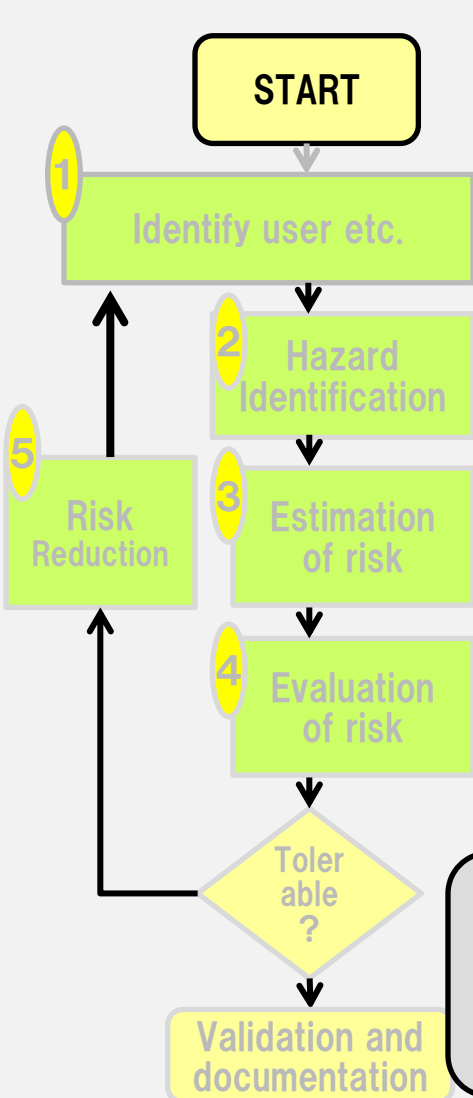 START
1
Identify user etc.
2
Hazard
Identification
5
Risk
Reduction
3
Estimation
of risk
4
Evaluation
of risk
Toler
able
?
Validation and
documentation